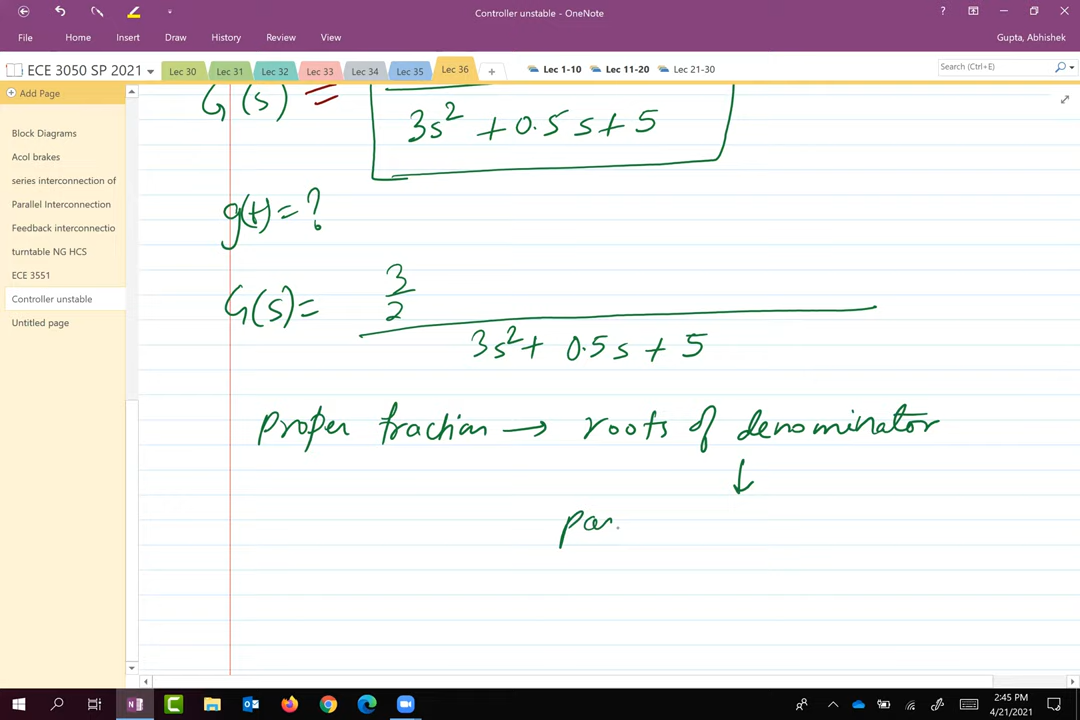 Controller unstable - OneNote
Gupta, Abhishek
File Home Insert Draw History Review View
ECE 3050 SP 2021 Lec 30 Lec 31 Lec 32 Lec 33 Lec 34 Lec 35 Lec 36 Lec 1-10 Lec 11-20 Lec 21-30 Search (Ctrl+E)
Add Page
Block Diagrams
Acol brakes
series interconnection of
Parallel Interconnection
Feedback interconnectio
turntable NG HCS
ECE 3551
Controller unstable
Untitled page
G(s) =
3s² + 0.5s + 5
g(t) = ?
G(s) = 3/2
3s² + 0.5s + 5
Proper fraction → roots of denominator
↓
par
2:45 PM
4/21/2021